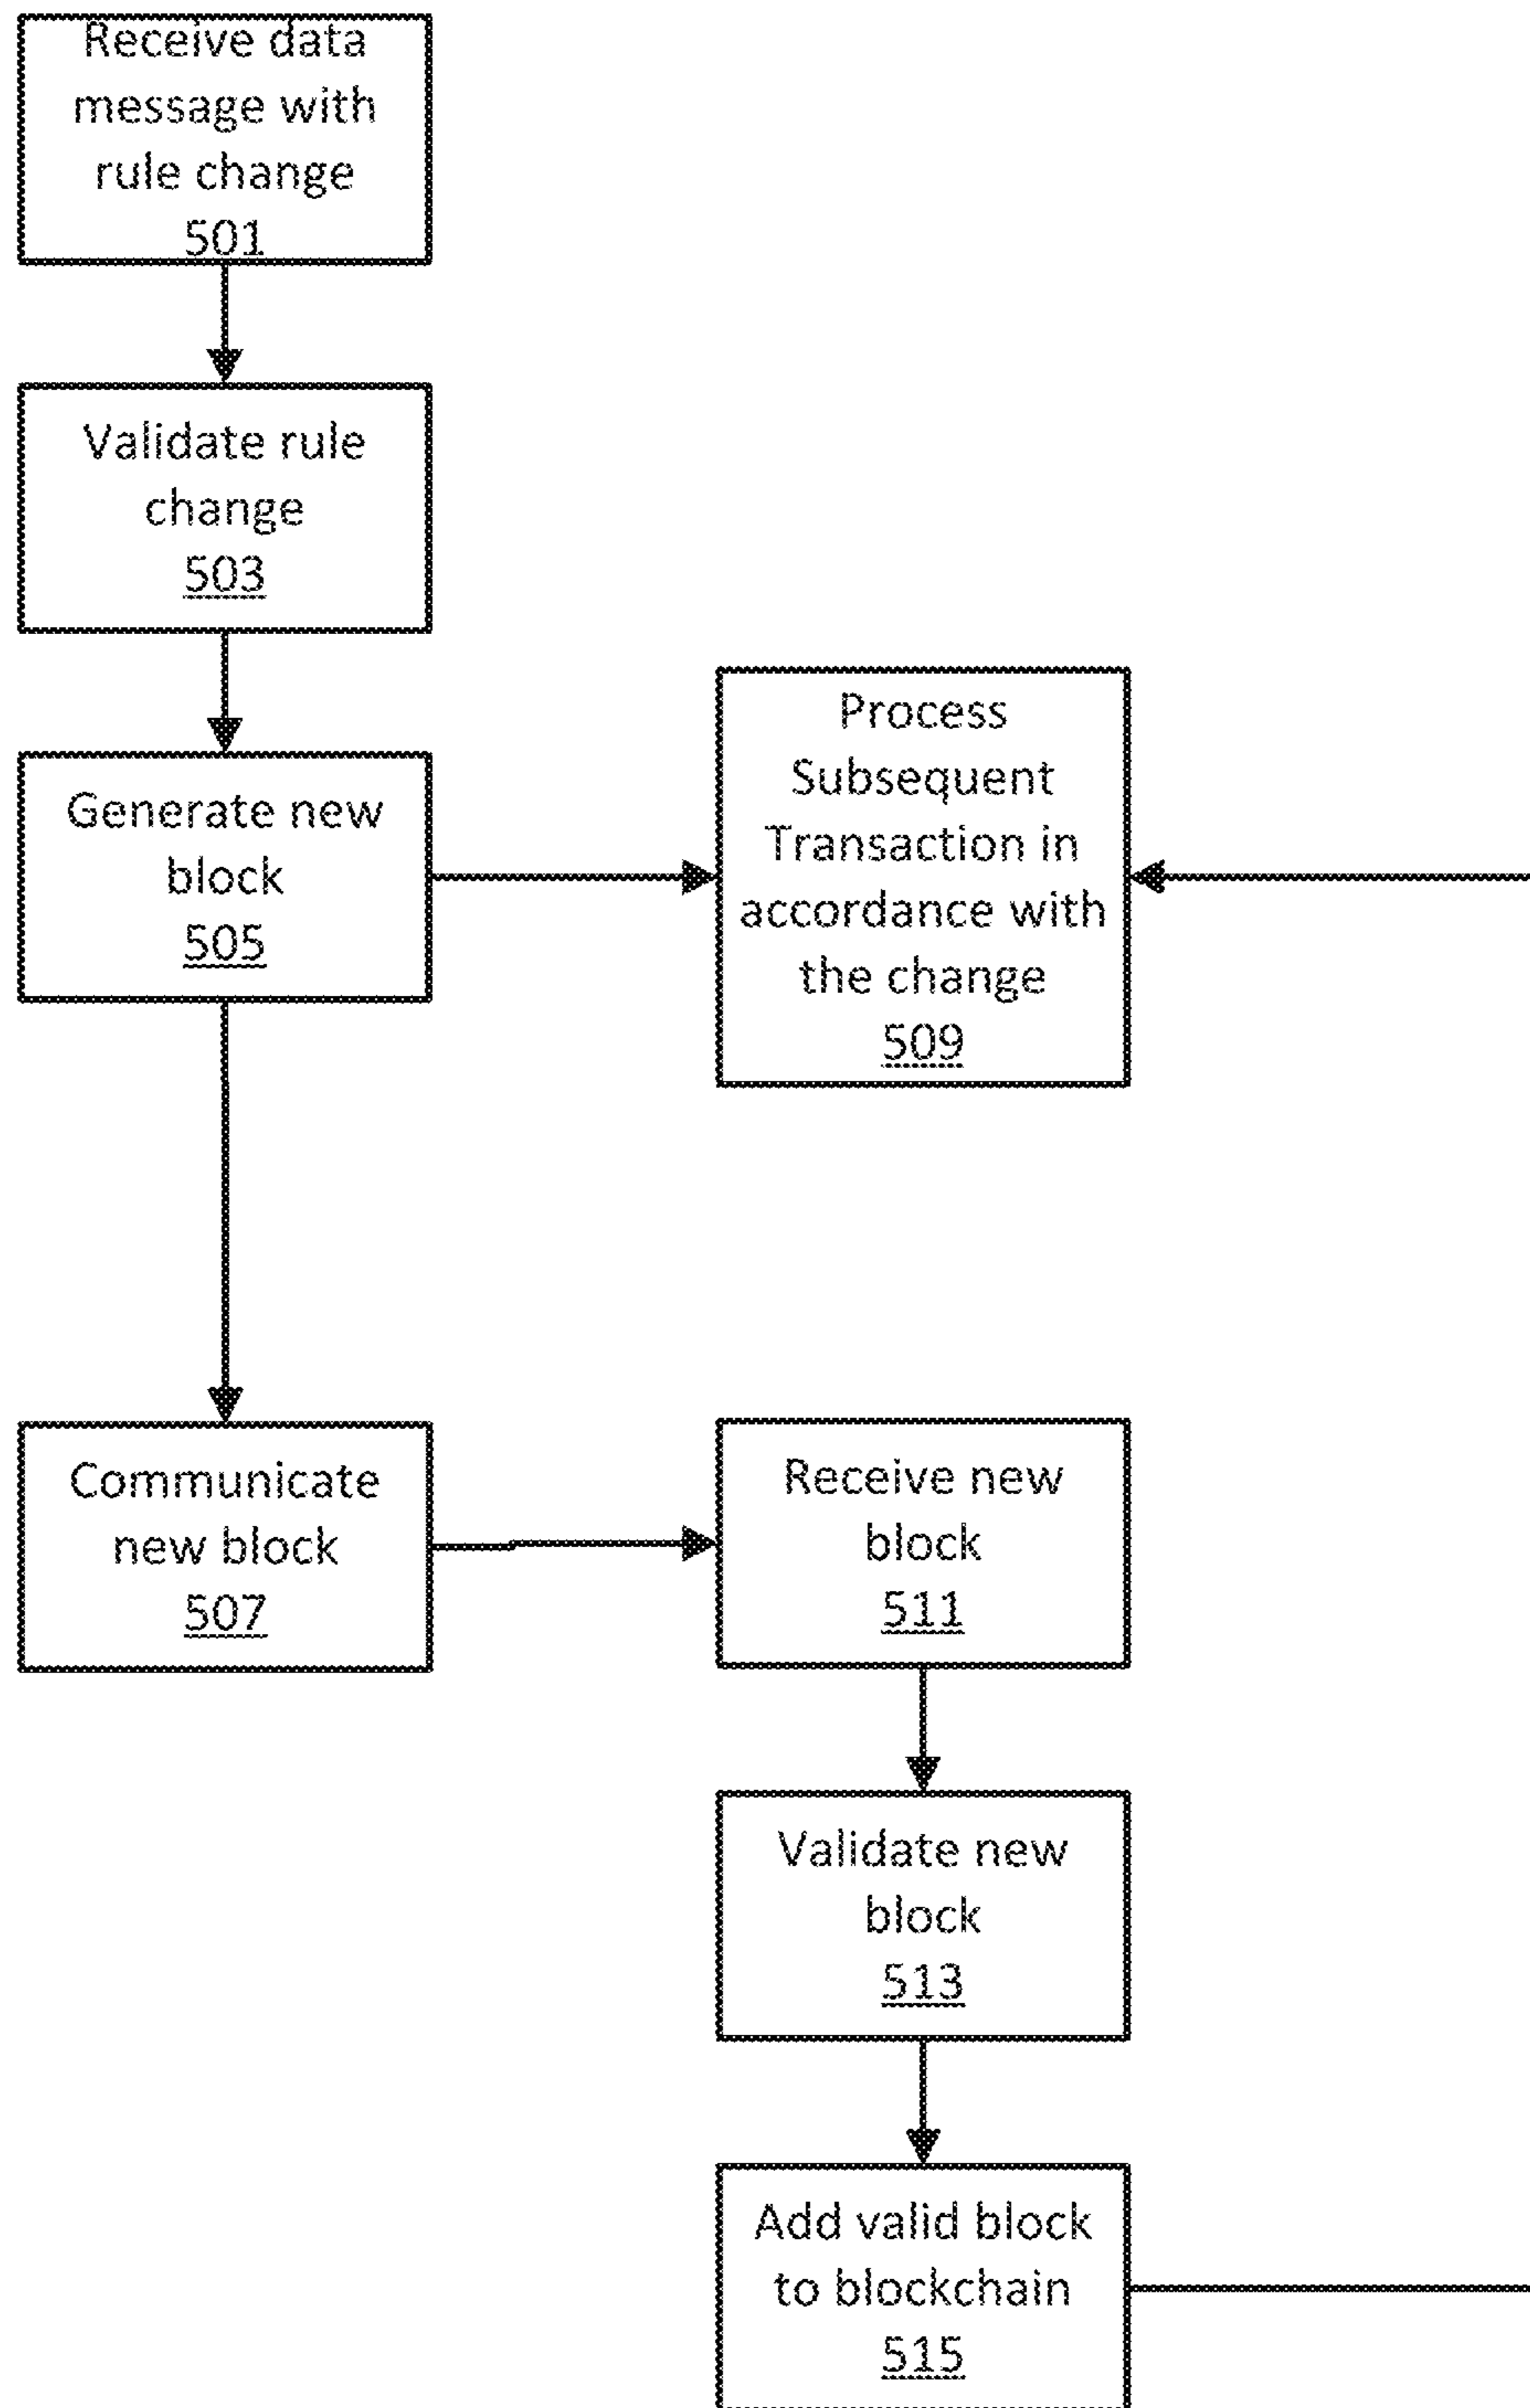 Receive data
message with
rule change
501
Validate rule
change
503
Generate new
block
505
Process
Subsequent
Transaction in
accordance with
the change
509
Communicate
new block
507
Receive new
block
511
Validate new
block
513
Add valid block
to blockchain
515